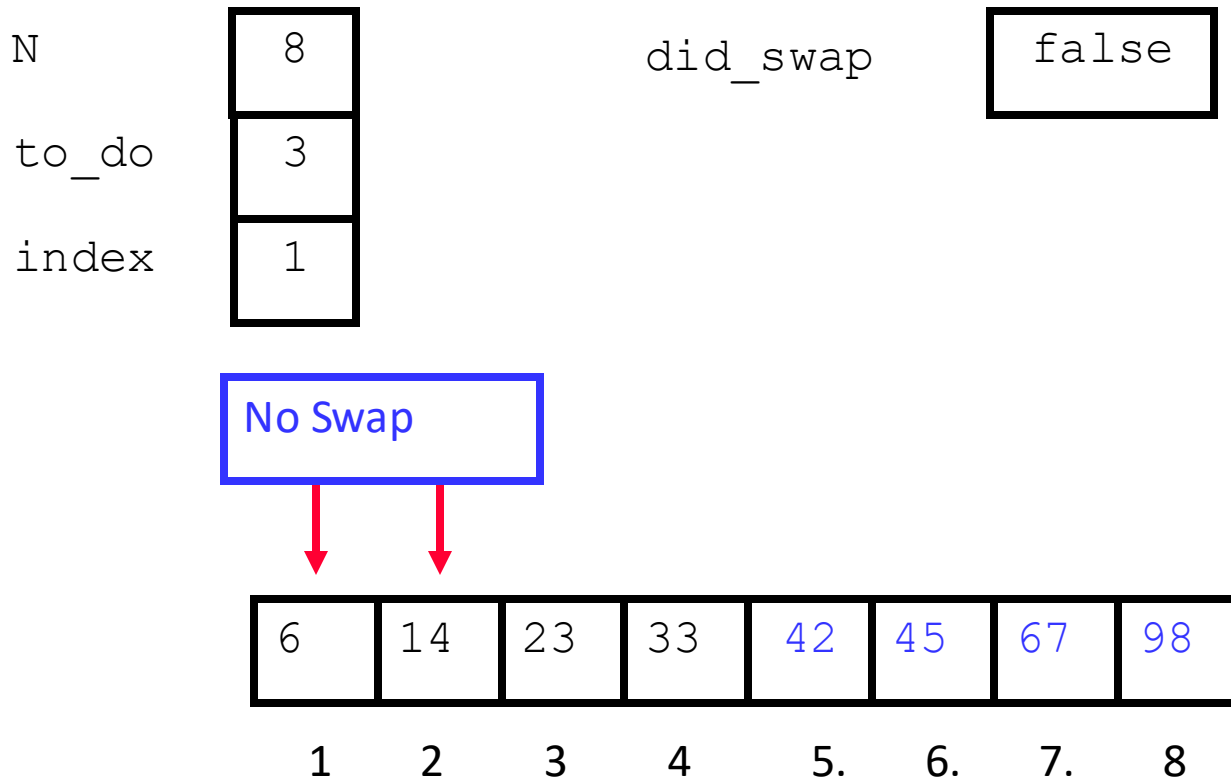 N 8 did_swap false
to_do 3
index 1
No Swap
6 14 23 33 42 45 67 98
1 2 3 4 5. 6. 7. 8